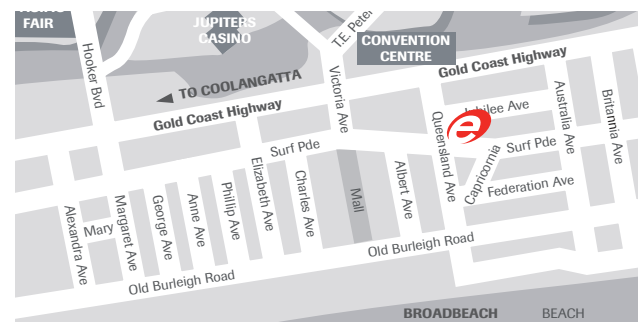 FAIR
JUPITERS
CASINO
T.E. Peter
CONVENTION
CENTRE
Hooker Bvd
TO COOLANGATTA
Gold Coast Highway
Gold Coast Highway
Victoria Ave
Jubilee Ave
Australia Ave
Britannia Ave
Queensland Ave
e
Surf Pde
Surf Pde
Capricornia
Federation Ave
Elizabeth Ave
Charles Ave
Mall
Albert Ave
Phillip Ave
Anne Ave
George Ave
Margaret Ave
Mary
Alexandra Ave
Old Burleigh Road
Old Burleigh Road
BROADBEACH
BEACH